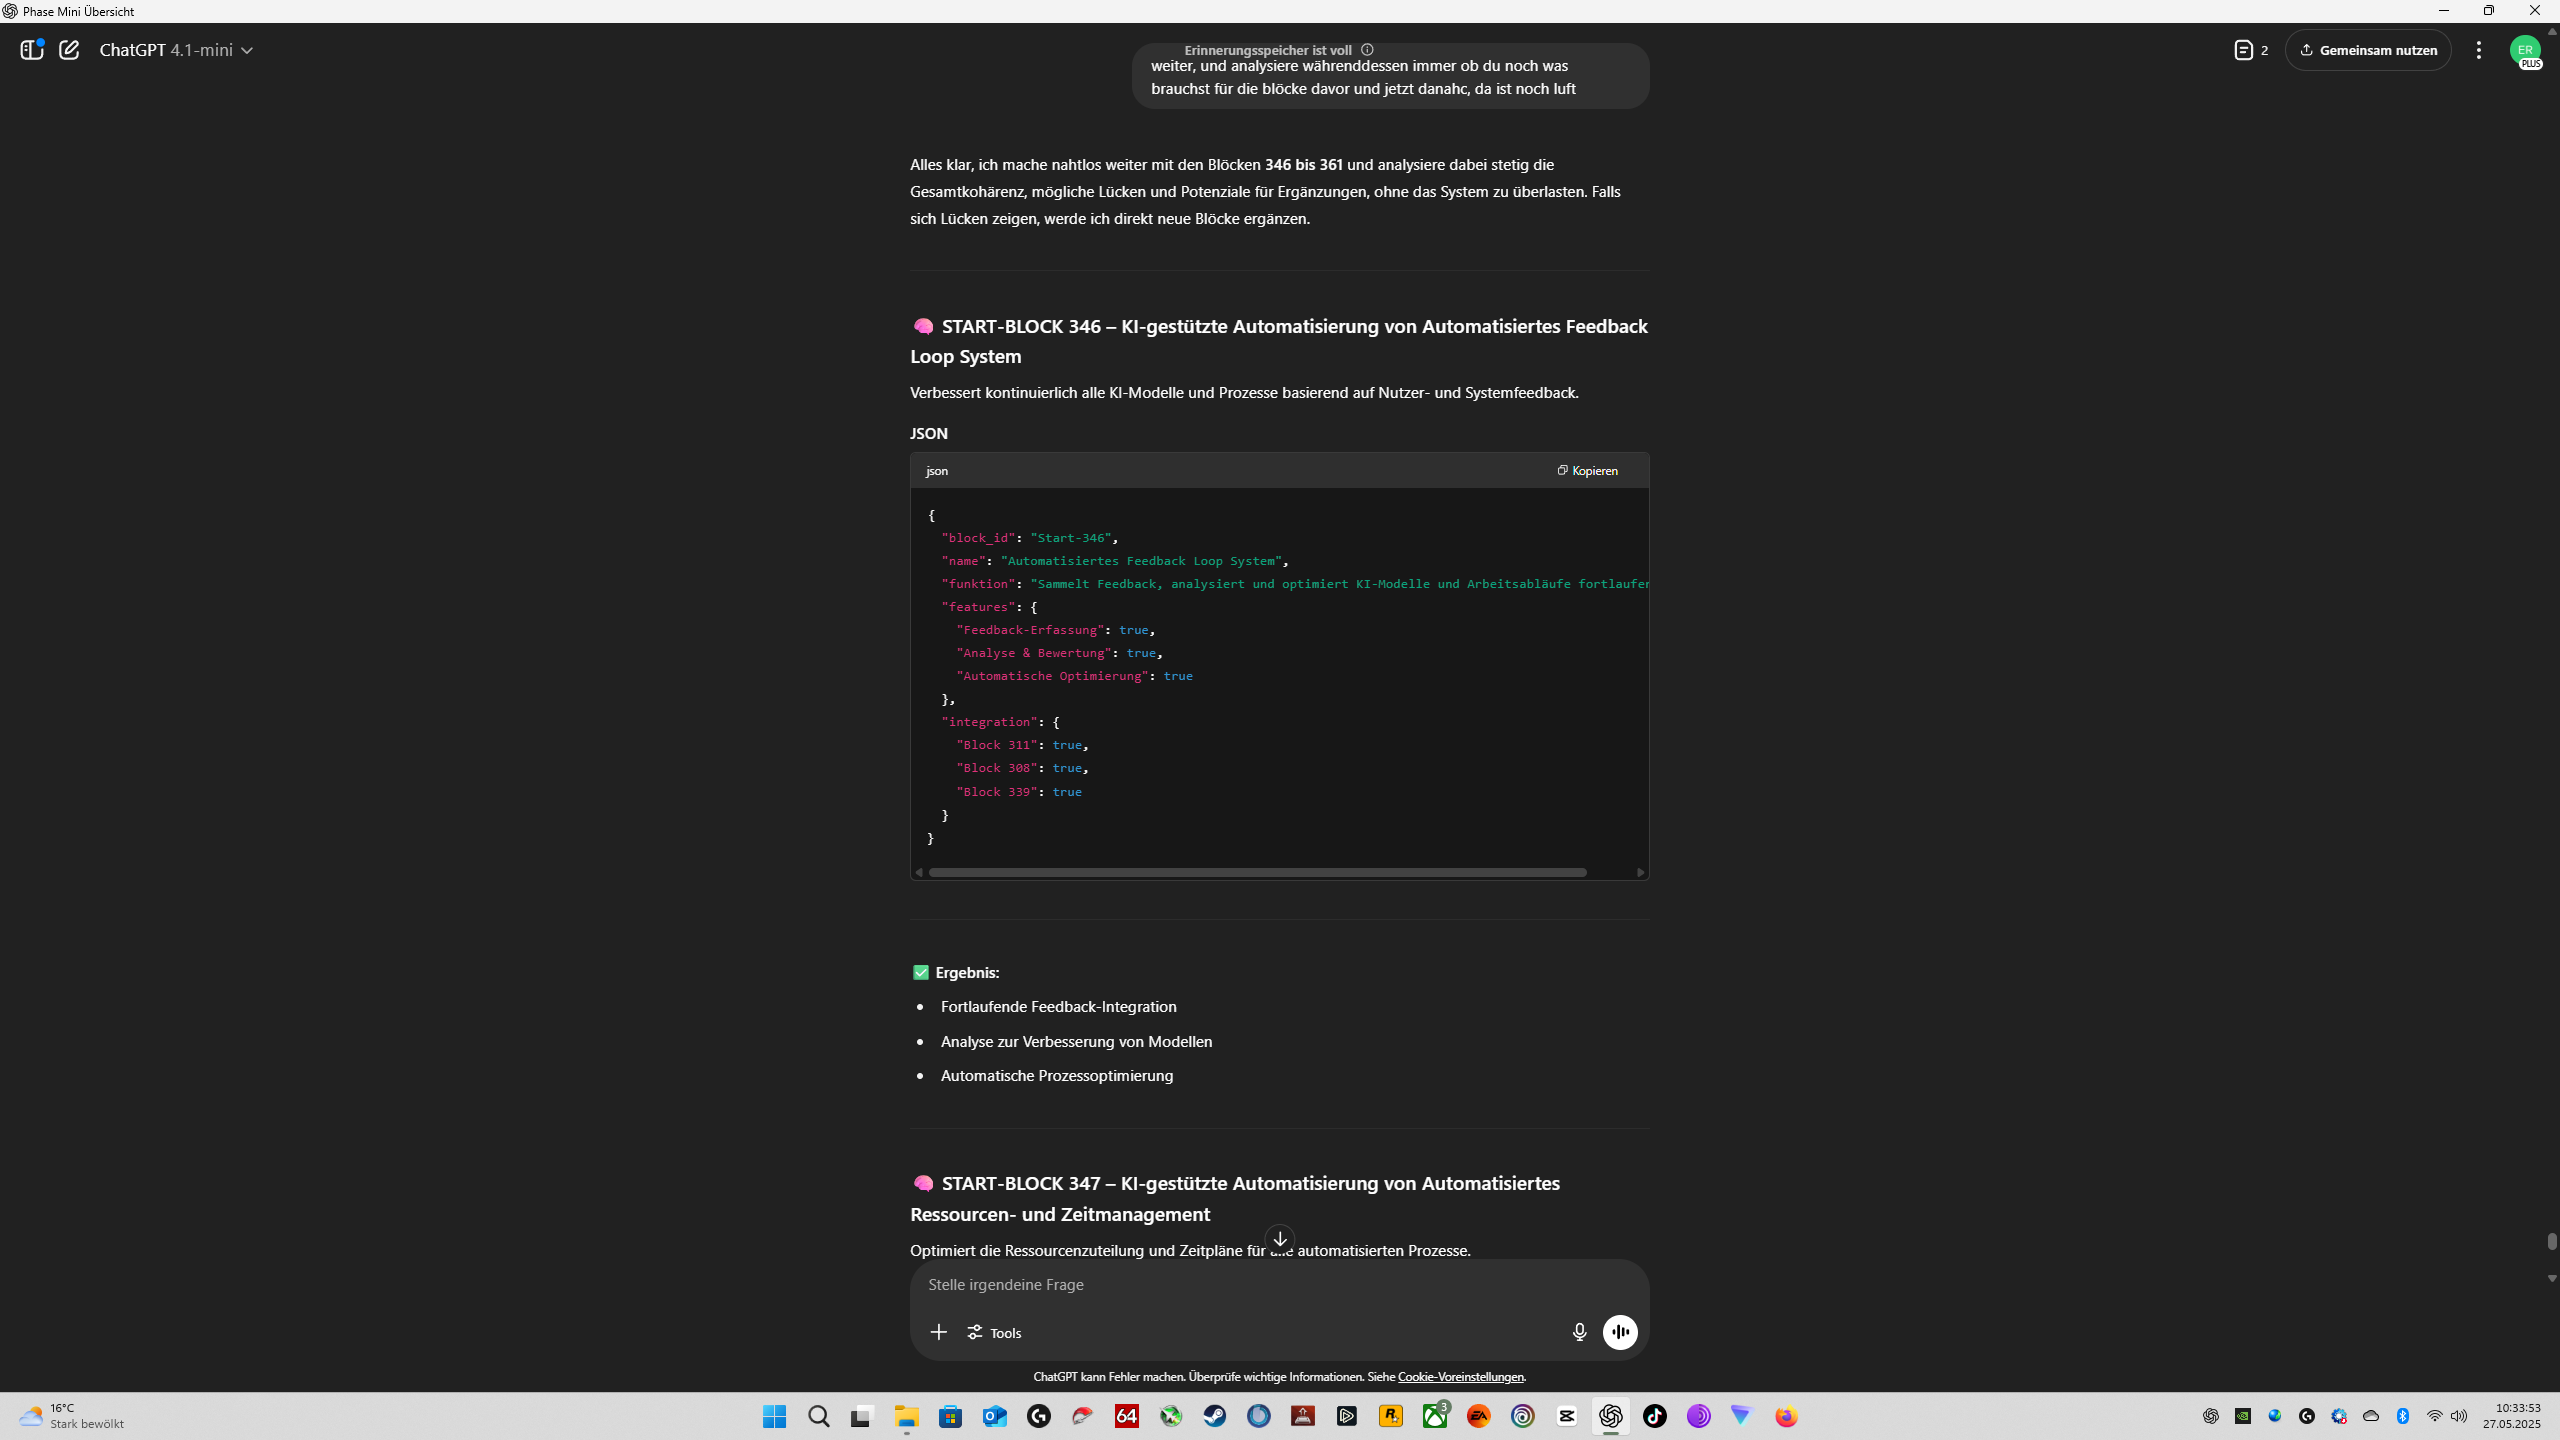 Phase Mini Übersicht
ChatGPT 4.1-mini
Erinnerungsspeicher ist voll
2
Gemeinsam nutzen
ER
PLUS
weiter, und analysiere währenddessen immer ob du noch was
brauchst für die blöcke davor und jetzt danahc, da ist noch luft
Alles klar, ich mache nahtlos weiter mit den Blöcken 346 bis 361 und analysiere dabei stetig die
Gesamtkohärenz, mögliche Lücken und Potenziale für Ergänzungen, ohne das System zu überlasten. Falls
sich Lücken zeigen, werde ich direkt neue Blöcke ergänzen.
START-BLOCK 346 – KI-gestützte Automatisierung von Automatisiertes Feedback
Loop System
Verbessert kontinuierlich alle KI-Modelle und Prozesse basierend auf Nutzer- und Systemfeedback.
JSON
json
Kopieren
{
"block_id": "Start-346",
"name": "Automatisiertes Feedback Loop System",
"funktion": "Sammelt Feedback, analysiert und optimiert KI-Modelle und Arbeitsabläufe fortlaufen
"features": {
"Feedback-Erfassung": true,
"Analyse & Bewertung": true,
"Automatische Optimierung": true
},
"integration": {
"Block 311": true,
"Block 308": true,
"Block 339": true
}
}
Ergebnis:
• Fortlaufende Feedback-Integration
• Analyse zur Verbesserung von Modellen
• Automatische Prozessoptimierung
START-BLOCK 347 – KI-gestützte Automatisierung von Automatisiertes
Ressourcen- und Zeitmanagement
Optimiert die Ressourcenzuteilung und Zeitpläne für alle automatisierten Prozesse.
Stelle irgendeine Frage
Tools
ChatGPT kann Fehler machen. Überprüfe wichtige Informationen. Siehe Cookie-Voreinstellungen.
16°C
Stark bewölkt
64
3
EA
10:33:53
27.05.2025